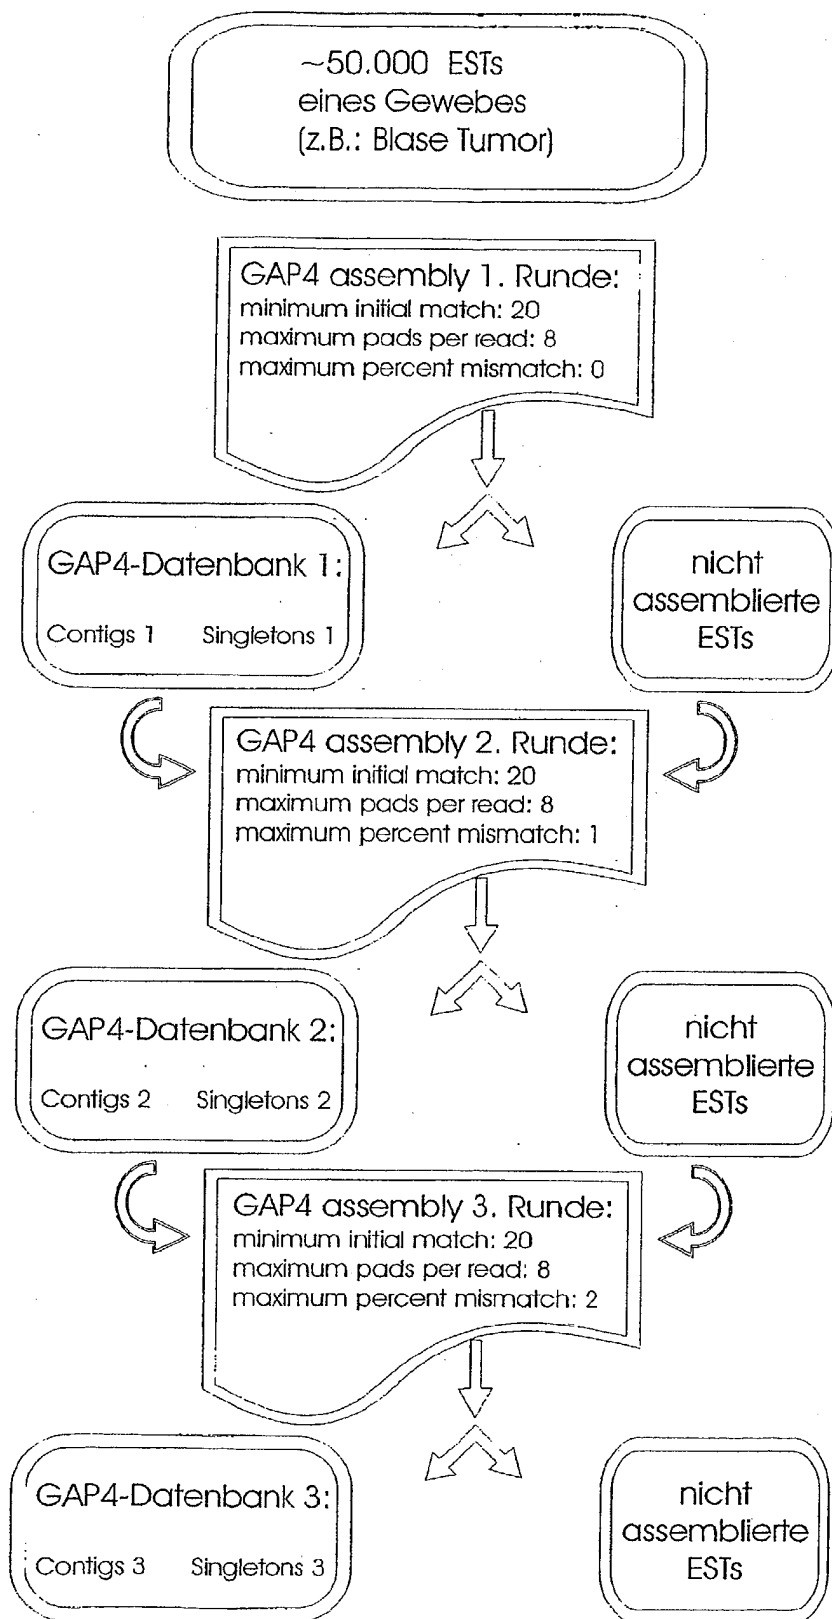 ~50.000 ESTs
eines Gewebes
(z.B.: Blase Tumor)
GAP4 assembly 1. Runde:
minimum initial match: 20
maximum pads per read: 8
maximum percent mismatch: 0
GAP4-Datenbank 1:
Contigs 1 Singletons 1
nicht
assemblierte
ESTs
GAP4 assembly 2. Runde:
minimum initial match: 20
maximum pads per read: 8
maximum percent mismatch: 1
GAP4-Datenbank 2:
Contigs 2 Singletons 2
nicht
assemblierte
ESTs
GAP4 assembly 3. Runde:
minimum initial match: 20
maximum pads per read: 8
maximum percent mismatch: 2
GAP4-Datenbank 3:
Contigs 3 Singletons 3
nicht
assemblierte
ESTs